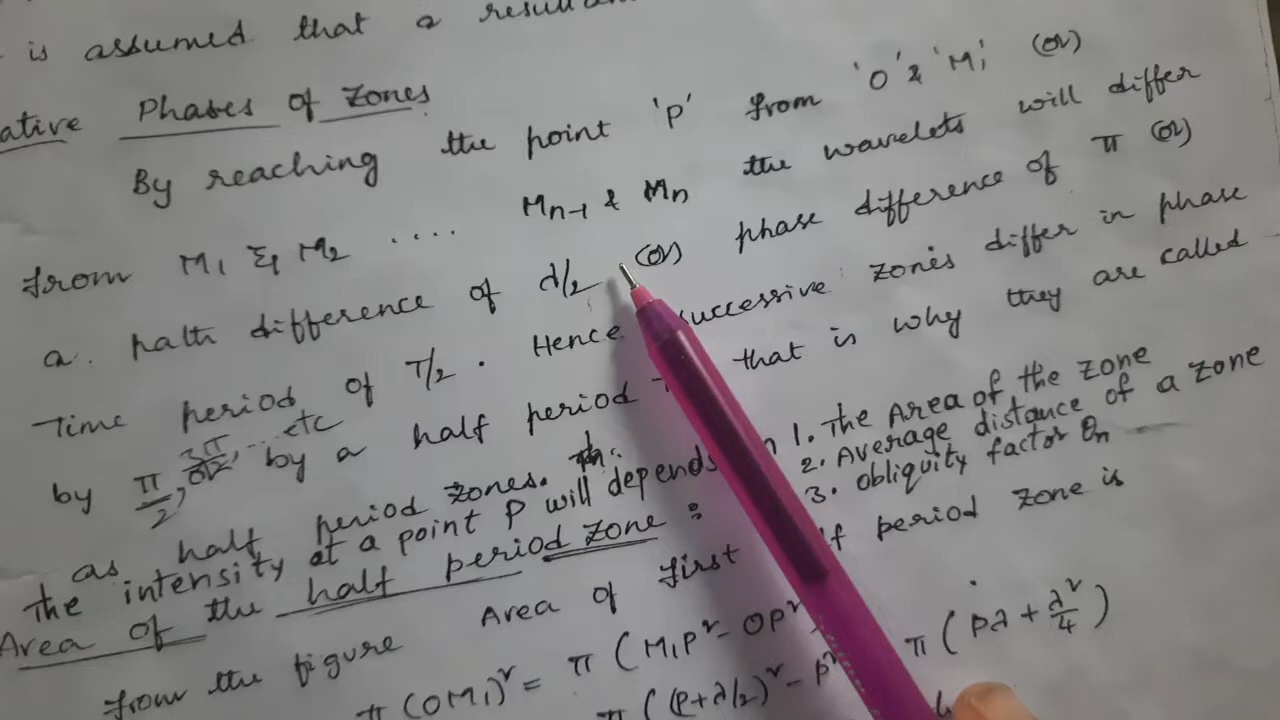 is assumed that a result
ative Phases of Zones
By reaching the point 'P' from 'O' & 'M₁' (or)
from M₁ & M₂ .... Mn-1 & Mn the wavelets will differ
a. path difference of λ/2 (or) phase difference of π (or)
Time period of T/2. Hence successive zones differ in phase
by π/2, 3π/2, ... etc by a half period that is why they are called
as half period zones.
The intensity at a point P will depends on 1. The Area of the zone
2. Average distance of a zone
3. Obliquity factor θn
Area of the half period zone :
from the figure Area of first half period zone is
π (OM₁)² = π (M₁P² - OP²)
π ((P+λ/2)² - P² π (Pλ + λ²/4)